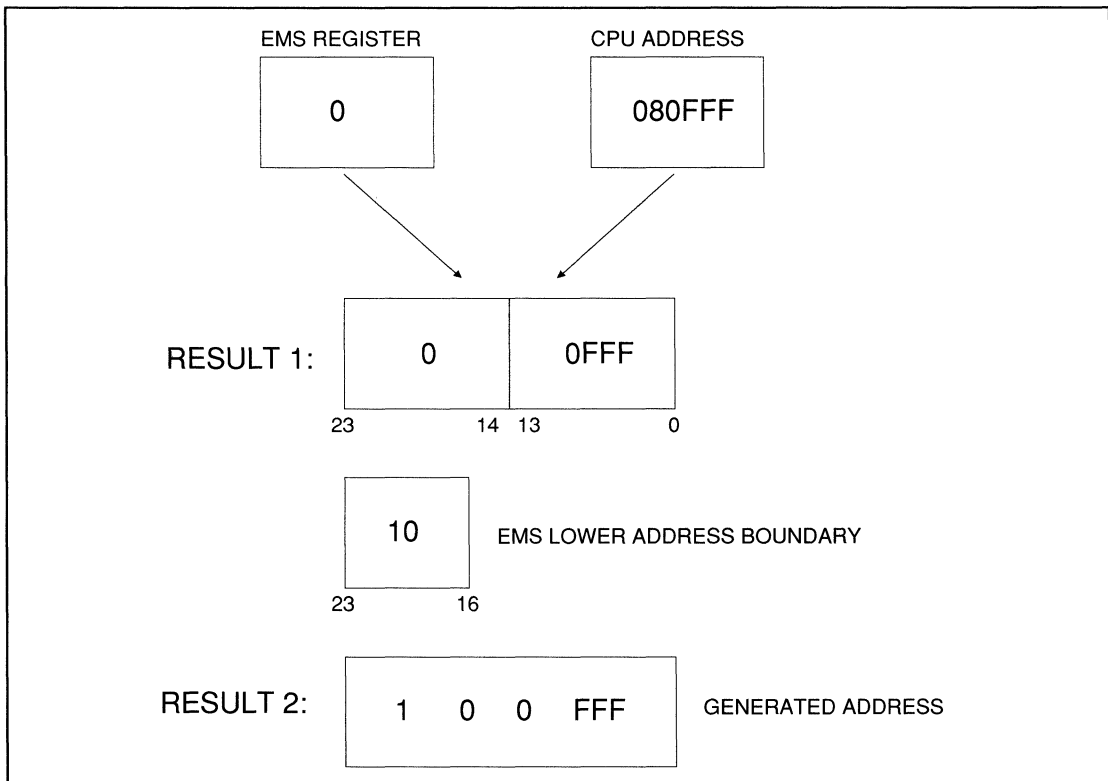 EMS REGISTER CPU ADDRESS
0 080FFF
RESULT 1: 0 0FFF
23 14 13 0
10 EMS LOWER ADDRESS BOUNDARY
23 16
RESULT 2: 1 0 0 FFF GENERATED ADDRESS